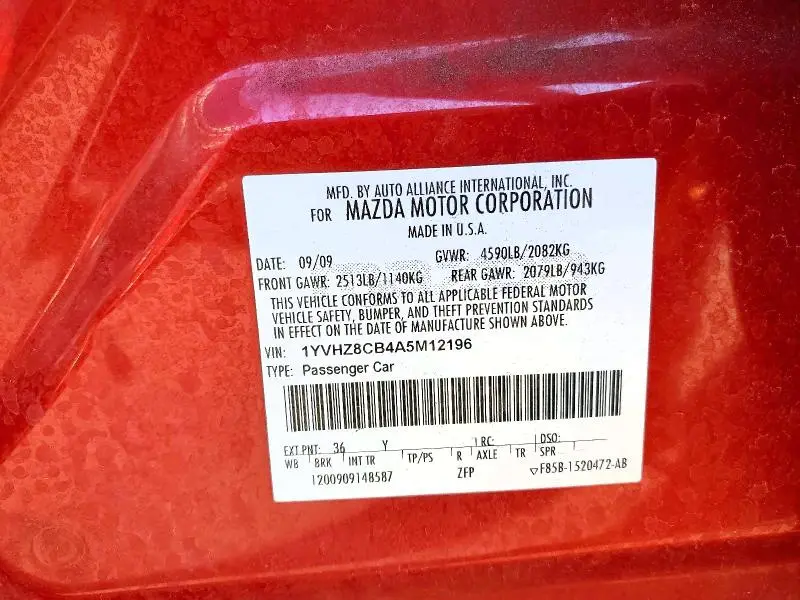 MFD. BY AUTO ALLIANCE INTERNATIONAL, INC.
FOR MAZDA MOTOR CORPORATION
MADE IN U.S.A.
DATE: 09/09 GVWR: 4590LB/2082KG
FRONT GAWR: 2513LB/1140KG REAR GAWR: 2079LB/943KG
THIS VEHICLE CONFORMS TO ALL APPLICABLE FEDERAL MOTOR
VEHICLE SAFETY, BUMPER, AND THEFT PREVENTION STANDARDS
IN EFFECT ON THE DATE OF MANUFACTURE SHOWN ABOVE.
VIN: 1YVHZ8CB4A5M12196
TYPE: Passenger Car
EXT PNT: 36 Y RC: DSO:
WB BRK INT TR TP/PS R AXLE TR SPR
1200909148587 ZFP F85B-1520472-AB